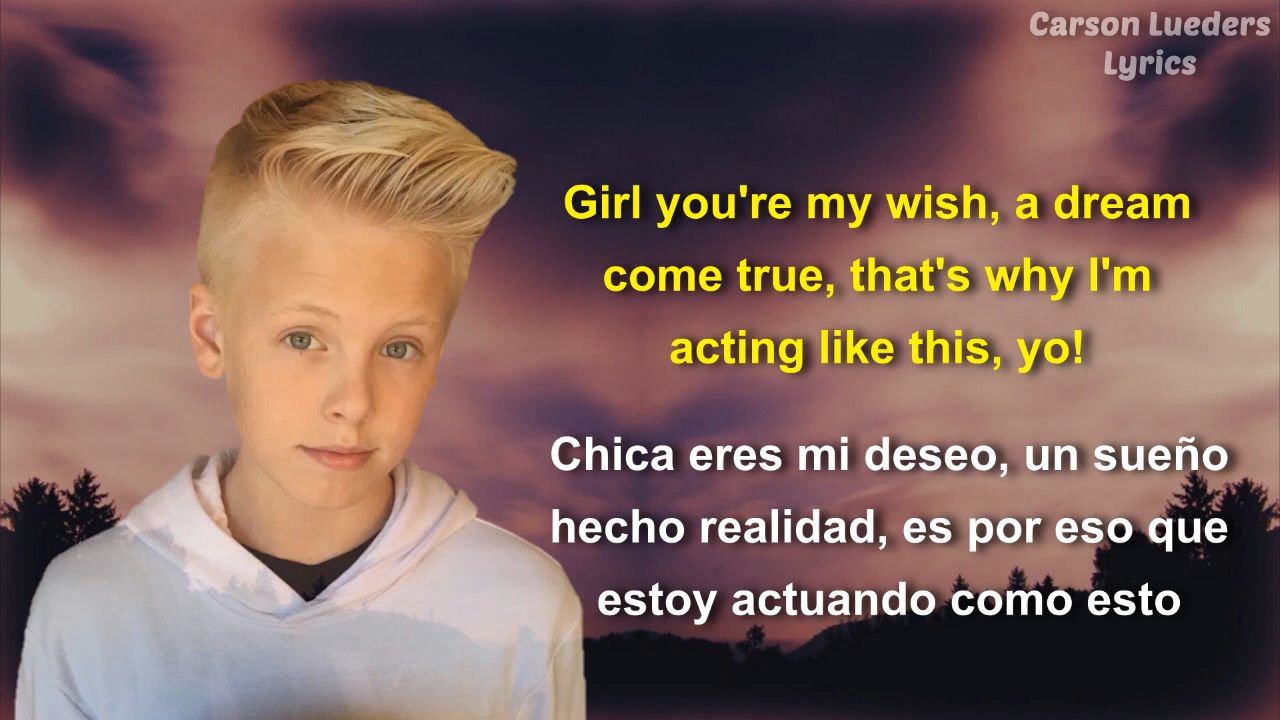 Carson Lueders
Lyrics
Girl you're my wish, a dream
come true, that's why I'm
acting like this, yo!
Chica eres mi deseo, un sueño
hecho realidad, es por eso que
estoy actuando como esto